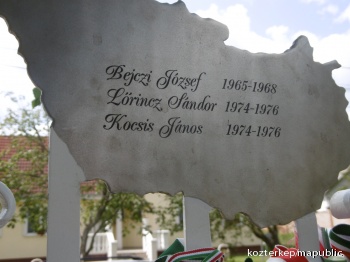 Bejczi József 1965-1968
Lőrincz Sándor 1974-1976
Kocsis János 1974-1976
kozterkep.mapublic.